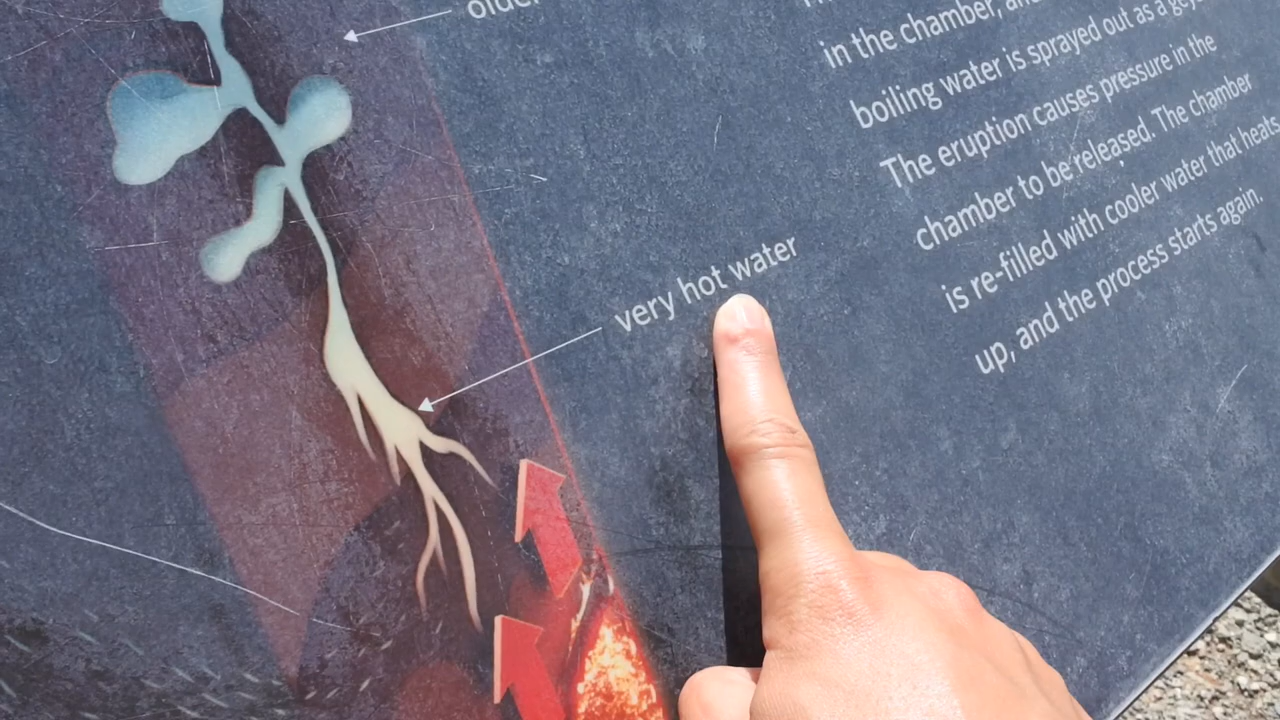 older
very hot water
in the chamber,
boiling water is sprayed out as a
The eruption causes pressure in the
chamber to be released. The chamber
is re-filled with cooler water that heats
up, and the process starts again.